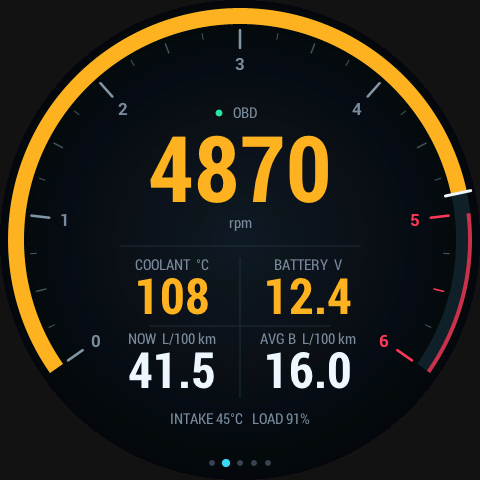 3
2 4
OBD
4870
rpm
1 5
COOLANT °C BATTERY V
108 12.4
0 NOW L/100 km AVG B L/100 km 6
41.5 16.0
INTAKE 45°C LOAD 91%